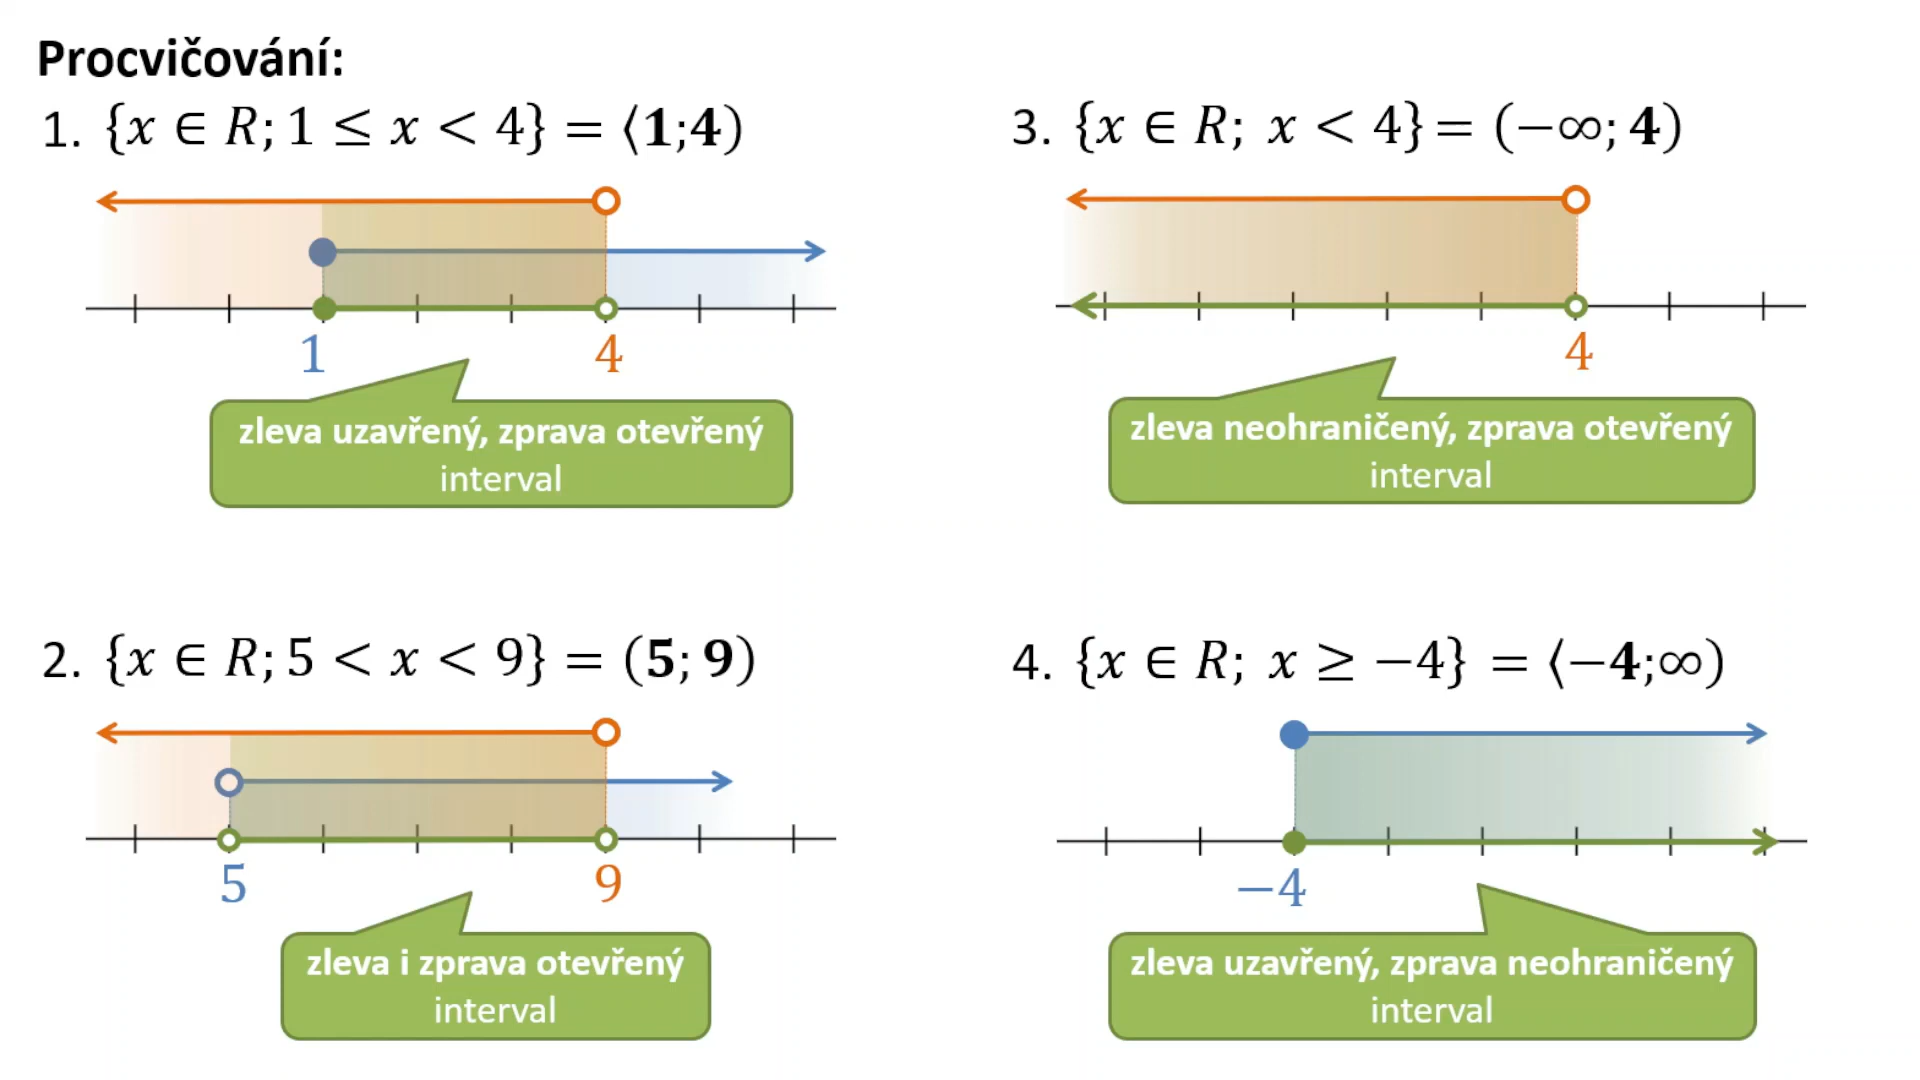 Procvičování:
1. {x ∈ R; 1 ≤ x < 4} = ⟨1;4)
1
4
zleva uzavřený, zprava otevřený
interval
2. {x ∈ R; 5 < x < 9} = (5; 9)
5
9
zleva i zprava otevřený
interval
3. {x ∈ R; x < 4} = (−∞; 4)
4
zleva neohraničený, zprava otevřený
interval
4. {x ∈ R; x ≥ −4} = ⟨−4;∞)
−4
zleva uzavřený, zprava neohraničený
interval